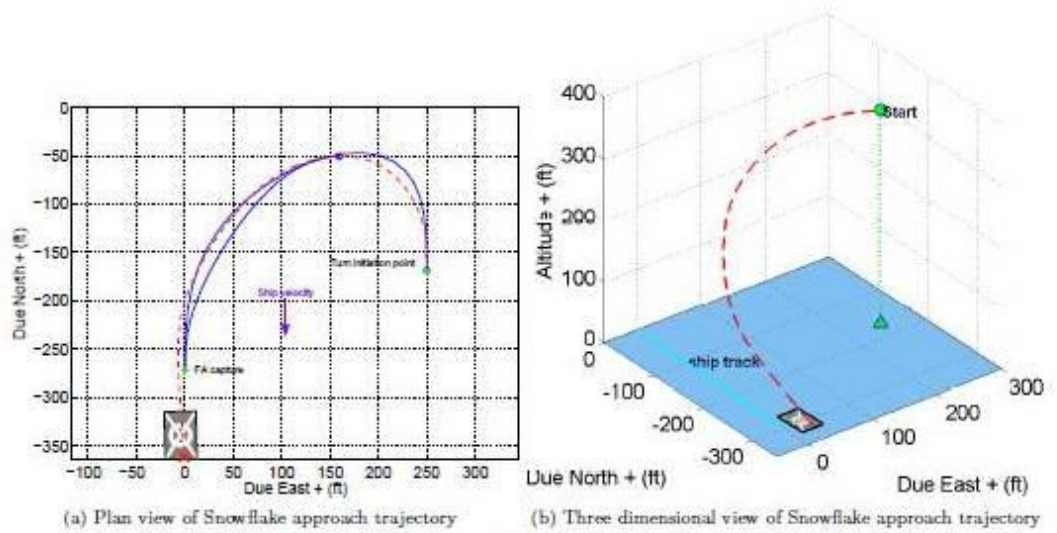 0
-50
-100
-150
-200
-250
-300
-350
Due North + (ft)
Turn initiation point
Ship velocity
FA capture
-100 -50 0 50 100 150 200 250 300
Due East + (ft)
(a) Plan view of Snowflake approach trajectory
400
300
200
100
0
Altitude + (ft)
Start
ship track
0
-100
-200
-300
Due North + (ft)
0
100
200
300
Due East + (ft)
(b) Three dimensional view of Snowflake approach trajectory